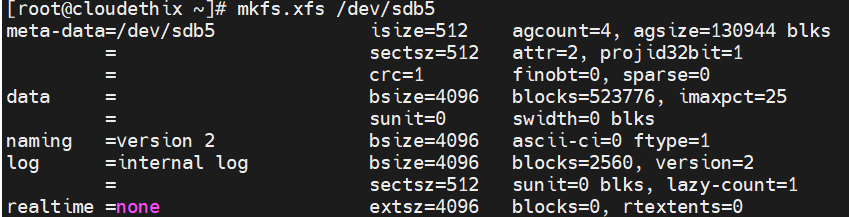 [root@cloudethix ~]# mkfs.xfs /dev/sdb5
meta-data=/dev/sdb5              isize=512    agcount=4, agsize=130944 blks
         =                       sectsz=512   attr=2, projid32bit=1
         =                       crc=1        finobt=0, sparse=0
data     =                       bsize=4096   blocks=523776, imaxpct=25
         =                       sunit=0      swidth=0 blks
naming   =version 2              bsize=4096   ascii-ci=0 ftype=1
log      =internal log           bsize=4096   blocks=2560, version=2
         =                       sectsz=512   sunit=0 blks, lazy-count=1
realtime =none                   extsz=4096   blocks=0, rtextents=0